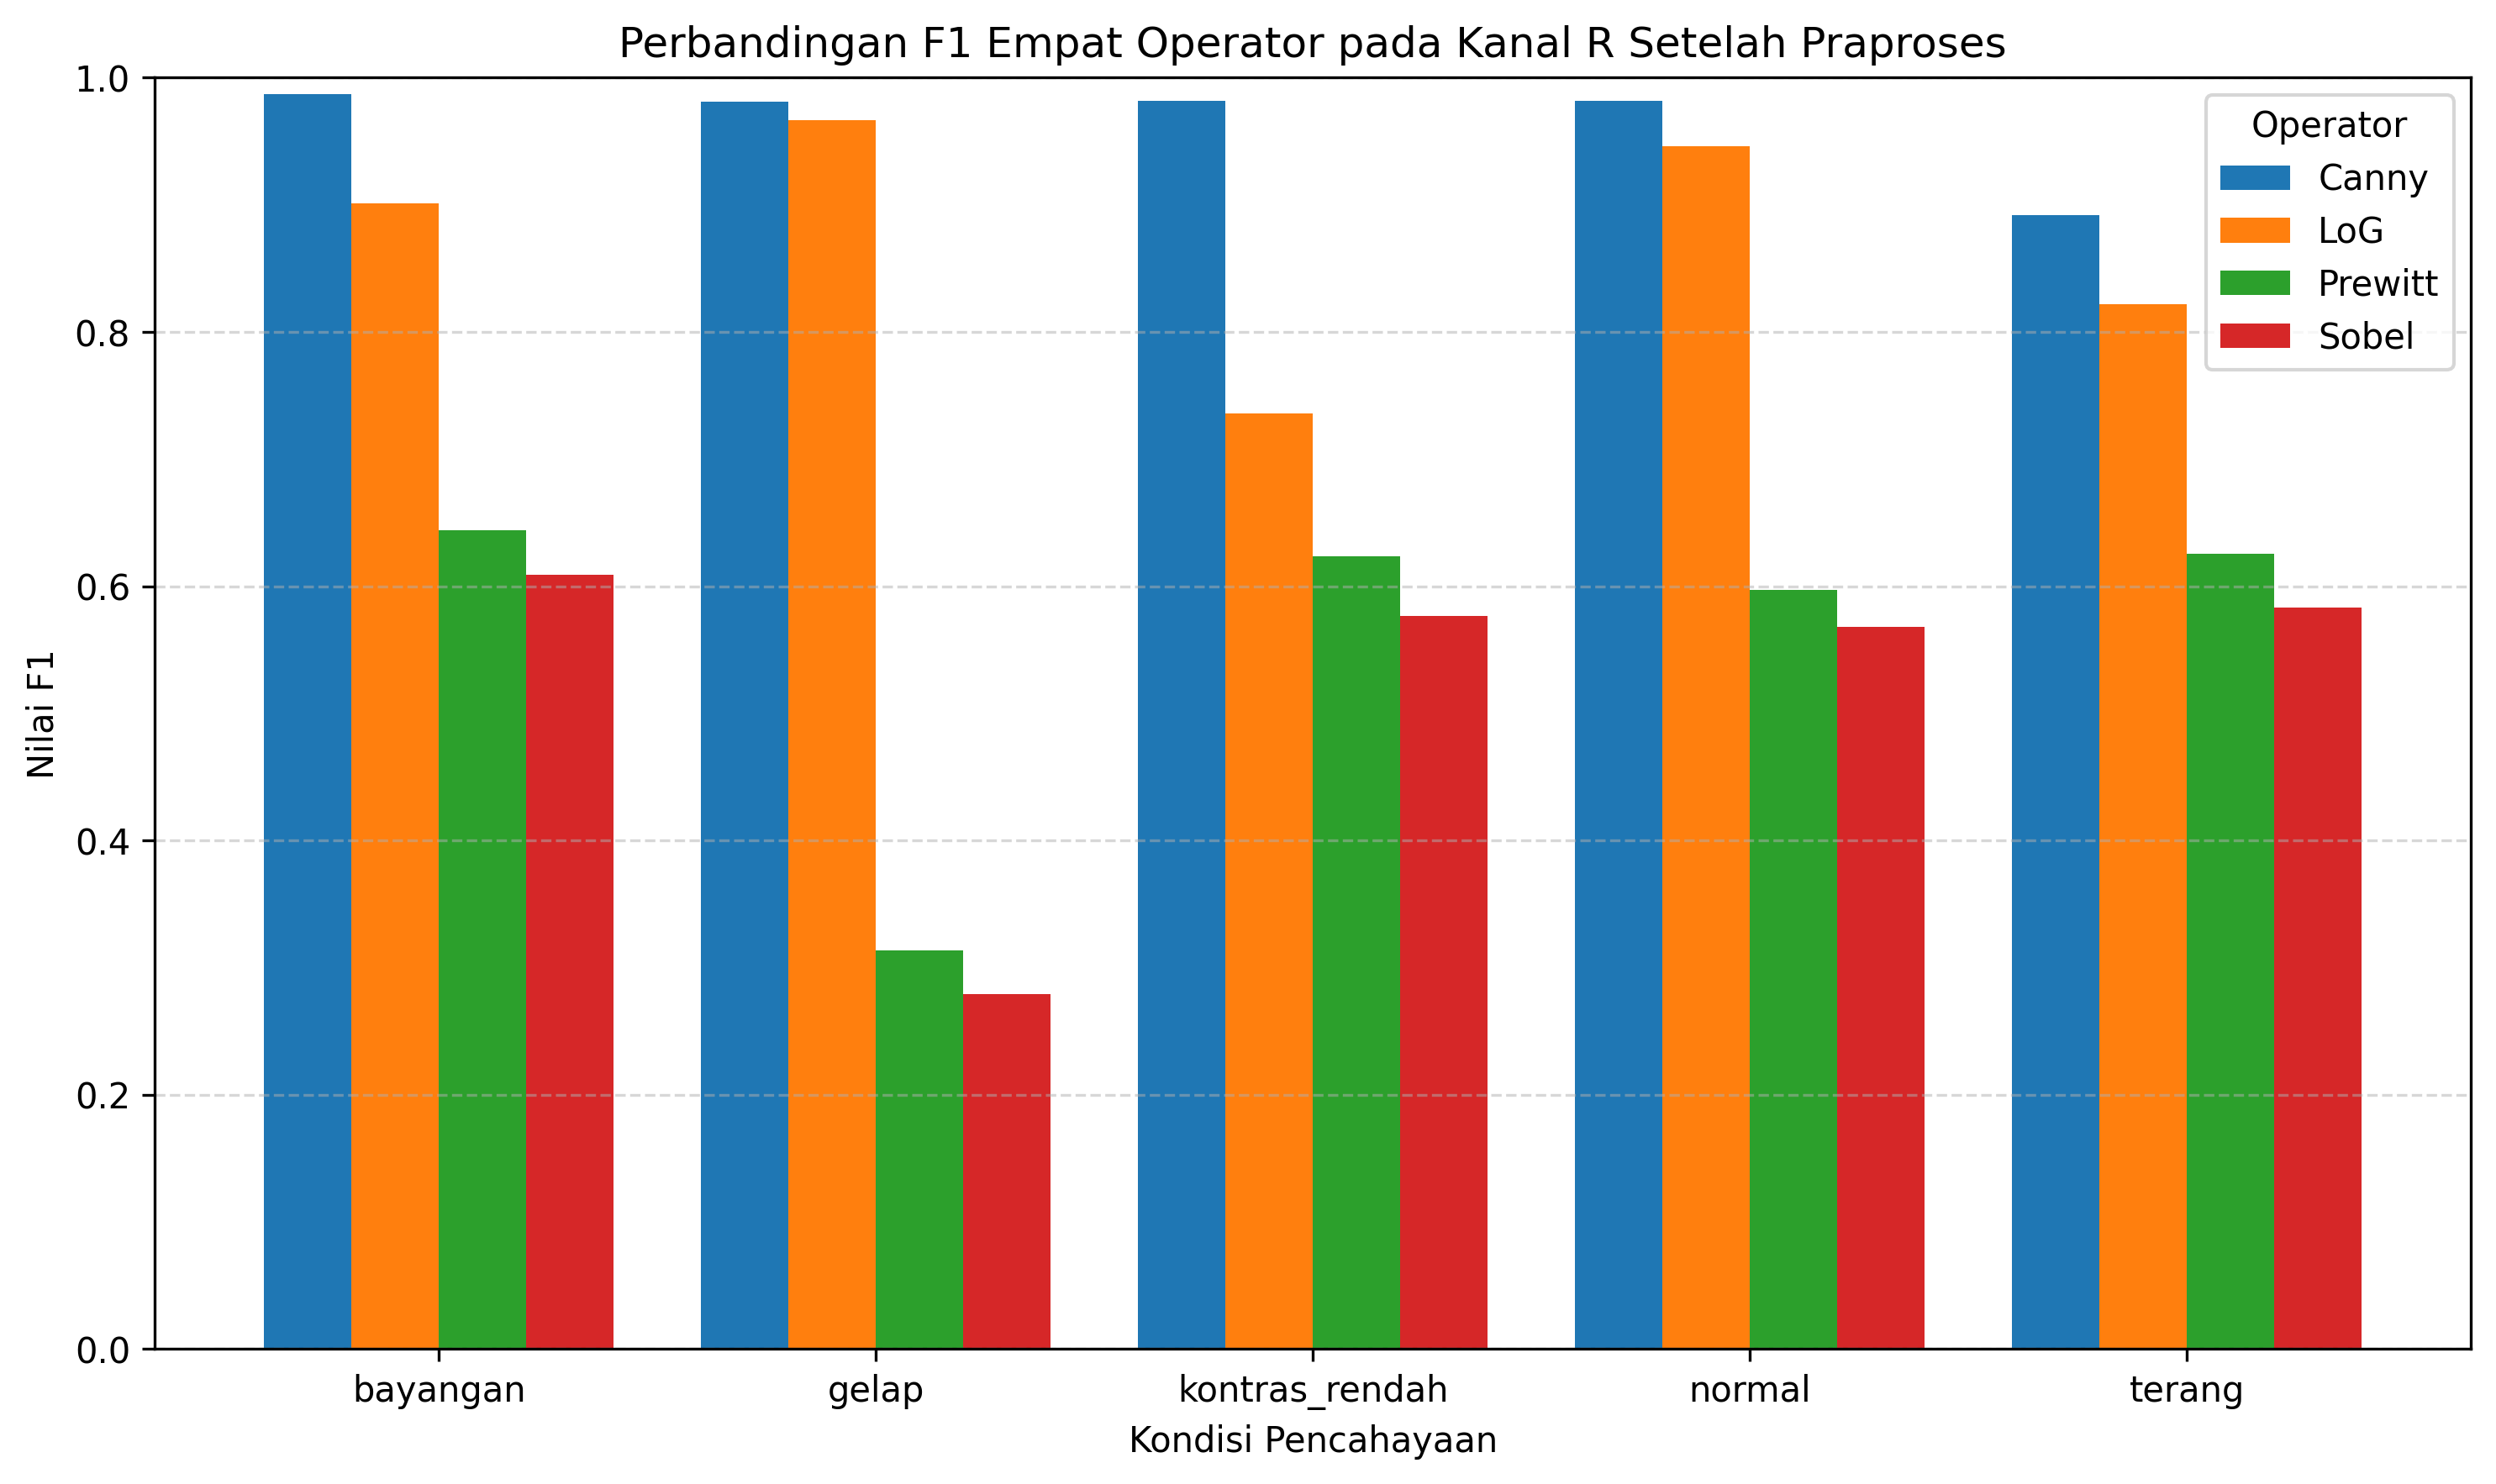 Perbandingan F1 Empat Operator pada Kanal R Setelah Praproses
Nilai F1
1.0
0.8
0.6
0.4
0.2
0.0
Operator
Canny
LoG
Prewitt
Sobel
bayangan
gelap
kontras_rendah
normal
terang
Kondisi Pencahayaan